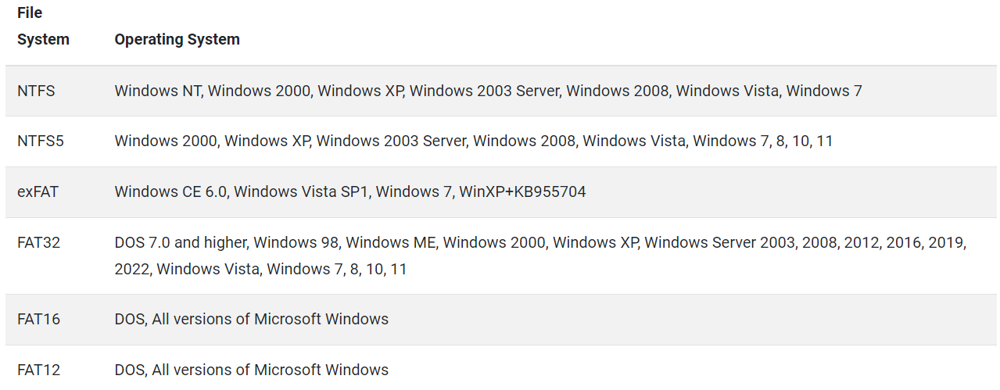 File
System Operating System
NTFS Windows NT, Windows 2000, Windows XP, Windows 2003 Server, Windows 2008, Windows Vista, Windows 7
NTFS5 Windows 2000, Windows XP, Windows 2003 Server, Windows 2008, Windows Vista, Windows 7, 8, 10, 11
exFAT Windows CE 6.0, Windows Vista SP1, Windows 7, WinXP+KB955704
FAT32 DOS 7.0 and higher, Windows 98, Windows ME, Windows 2000, Windows XP, Windows Server 2003, 2008, 2012, 2016, 2019,
2022, Windows Vista, Windows 7, 8, 10, 11
FAT16 DOS, All versions of Microsoft Windows
FAT12 DOS, All versions of Microsoft Windows